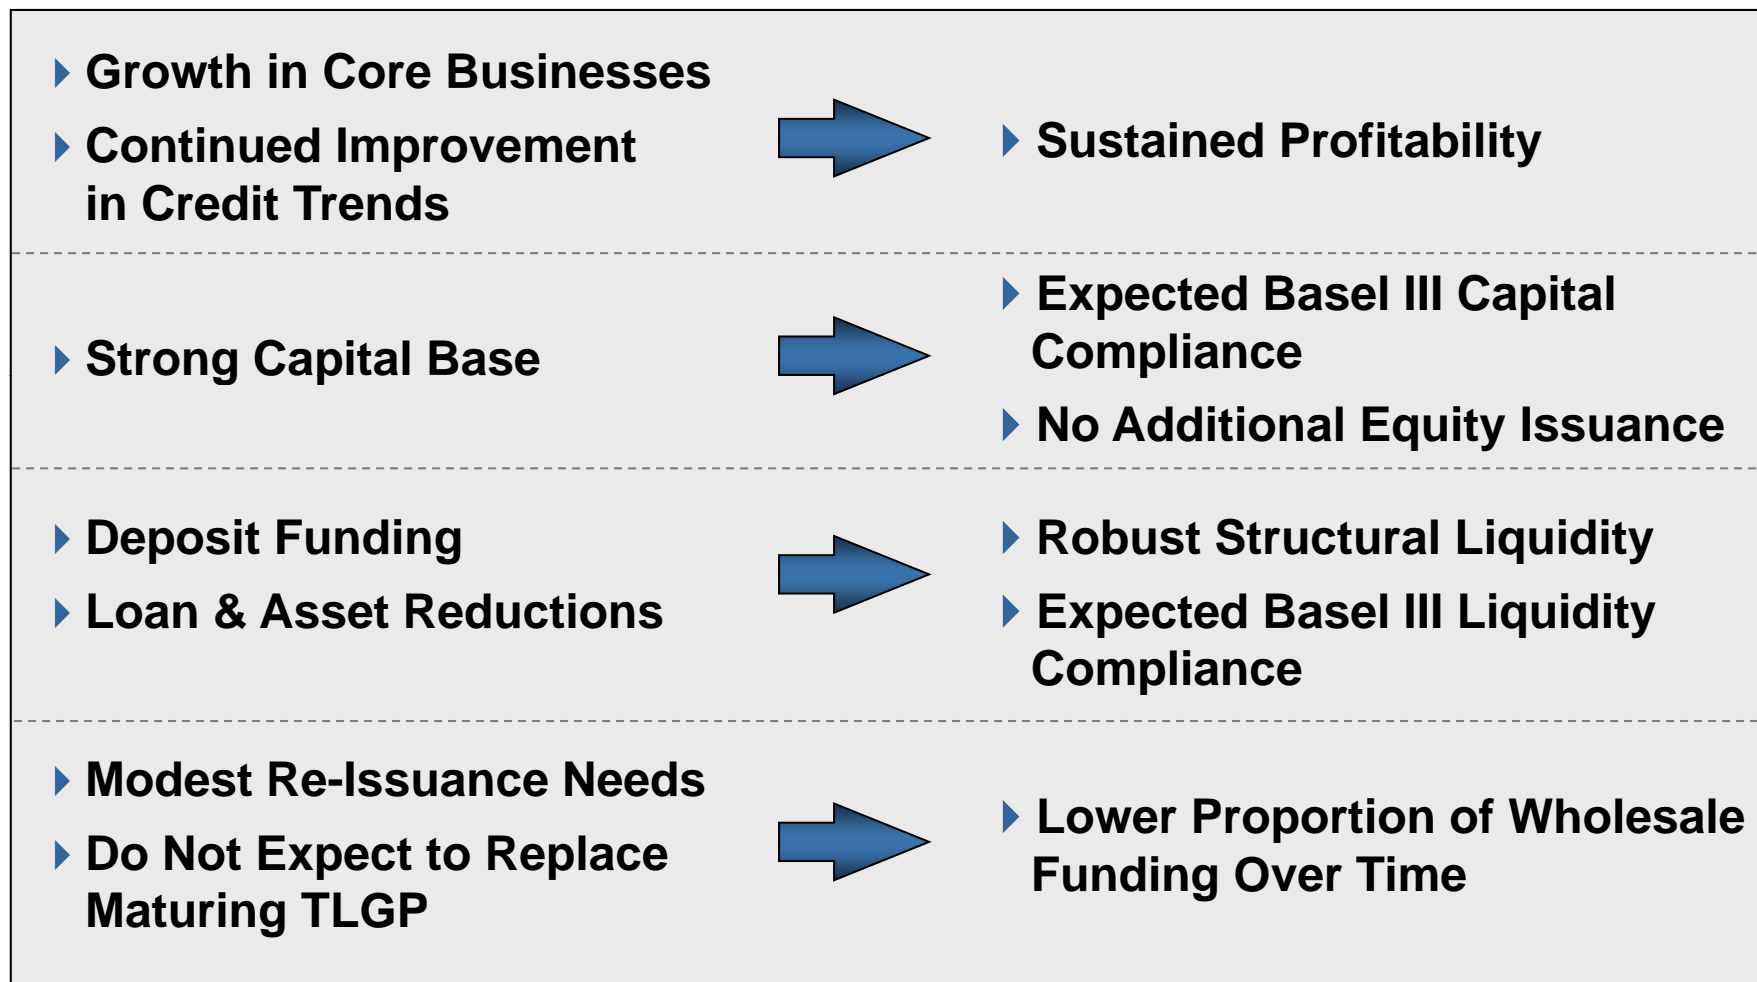 Growth in Core Businesses
Continued Improvement
in Credit Trends
Sustained Profitability
Strong Capital Base
Expected Basel III Capital
Compliance
No Additional Equity Issuance
Deposit Funding
Loan & Asset Reductions
Robust Structural Liquidity
Expected Basel III Liquidity
Compliance
Modest Re-Issuance Needs
Do Not Expect to Replace
Maturing TLGP
Lower Proportion of Wholesale
Funding Over Time